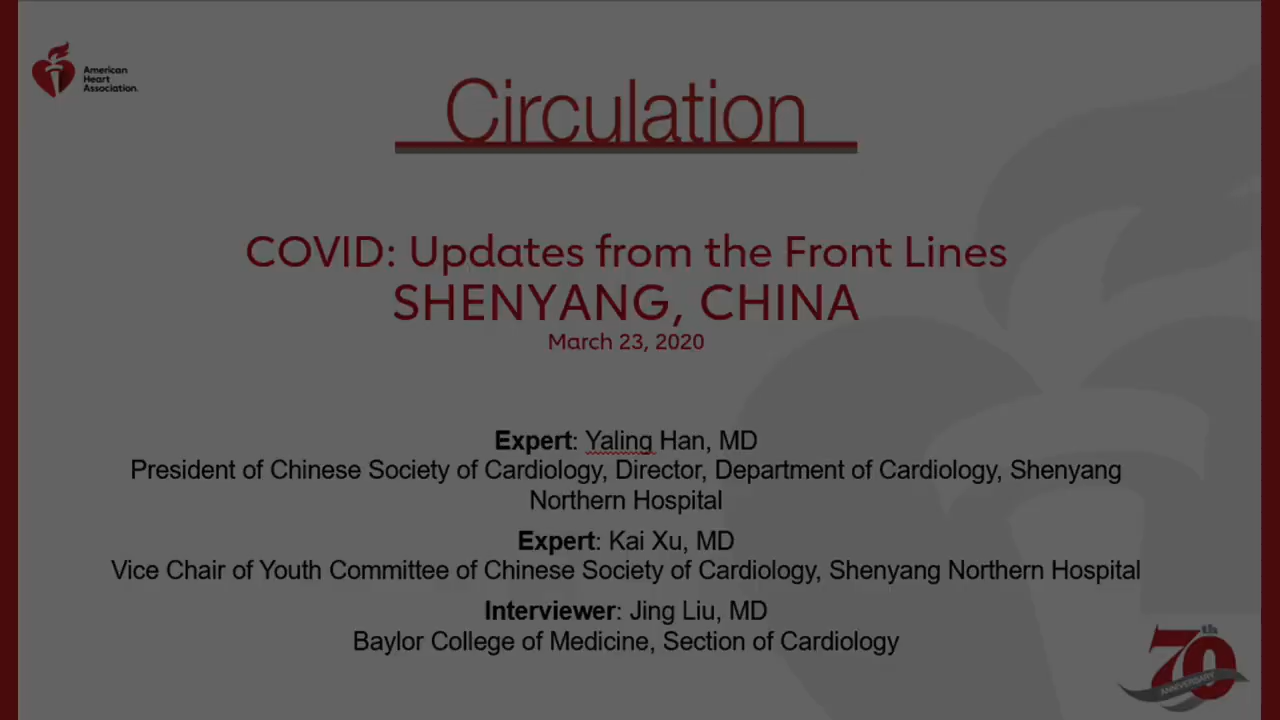 American
Heart
Association.
Circulation
COVID: Updates from the Front Lines
SHENYANG, CHINA
March 23, 2020
Expert: Yaling Han, MD
President of Chinese Society of Cardiology, Director, Department of Cardiology, Shenyang
Northern Hospital
Expert: Kai Xu, MD
Vice Chair of Youth Committee of Chinese Society of Cardiology, Shenyang Northern Hospital
Interviewer: Jing Liu, MD
Baylor College of Medicine, Section of Cardiology
70th
ANNIVERSARY